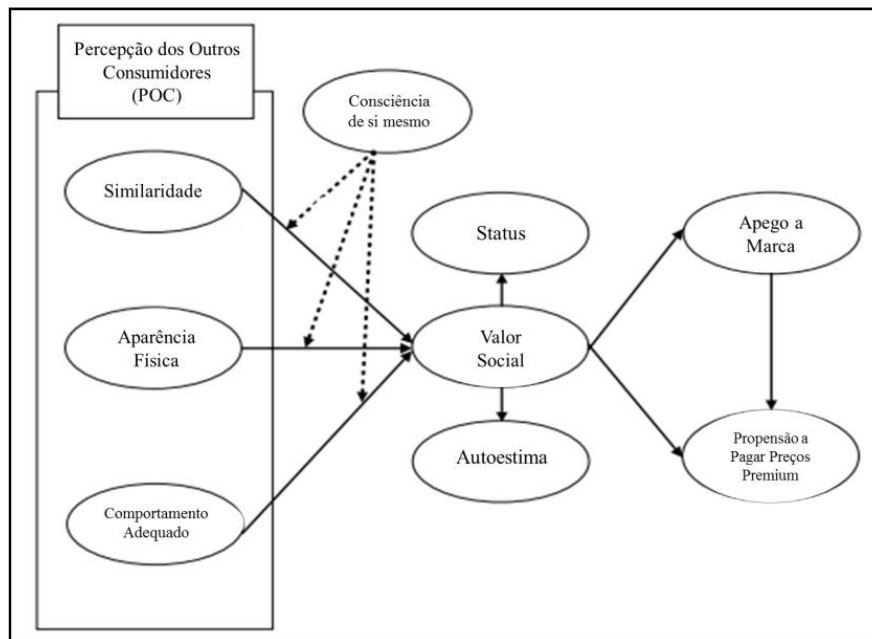 Percepção dos Outros
Consumidores
(POC)
Consciência
de si mesmo
Similaridade
Status
Apego a
Marca
Aparência
Física
Valor
Social
Autoestima
Propensão a
Pagar Preços
Premium
Comportamento
Adequado